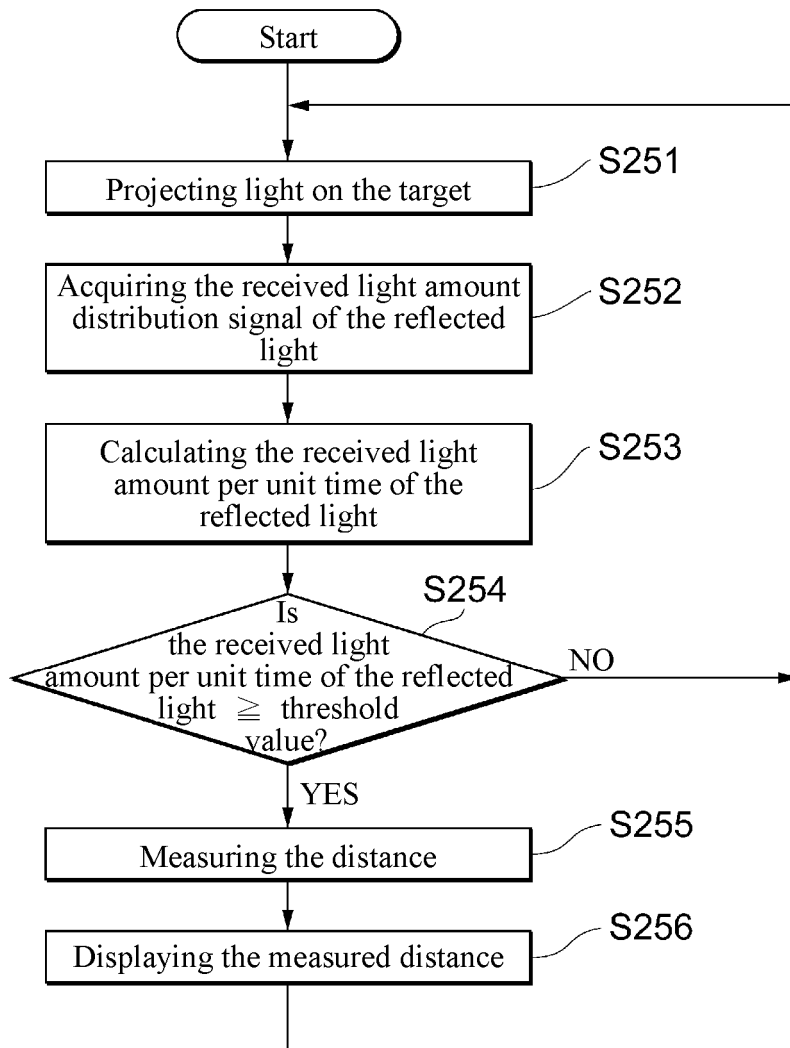 Start
S251
Projecting light on the target
S252
Acquiring the received light amount
distribution signal of the reflected
light
S253
Calculating the received light
amount per unit time of the
reflected light
S254
Is
the received light
amount per unit time of the reflected
light ≧ threshold
value?
NO
YES
S255
Measuring the distance
S256
Displaying the measured distance